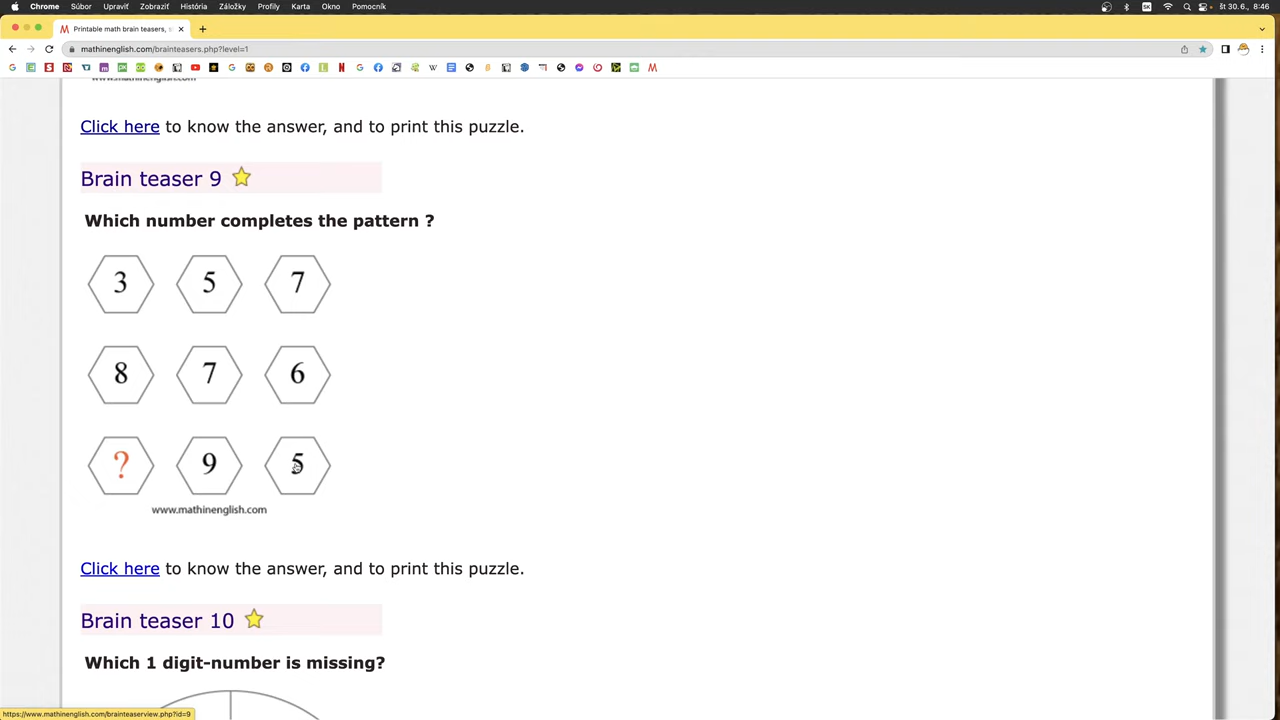 Chrome Súbor Upraviť Zobraziť História Záložky Profily Karta Okno Pomocník SK št 30. 6. 8:46
Printable math brain teasers, s
mathinenglish.com/brainteasers.php?level=1
www.mathinenglish.com
Click here to know the answer, and to print this puzzle.
Brain teaser 9
Which number completes the pattern ?
3 5 7
8 7 6
? 9 5
www.mathinenglish.com
Click here to know the answer, and to print this puzzle.
Brain teaser 10
Which 1 digit-number is missing?
https://www.mathinenglish.com/brainteaserview.php?id=9